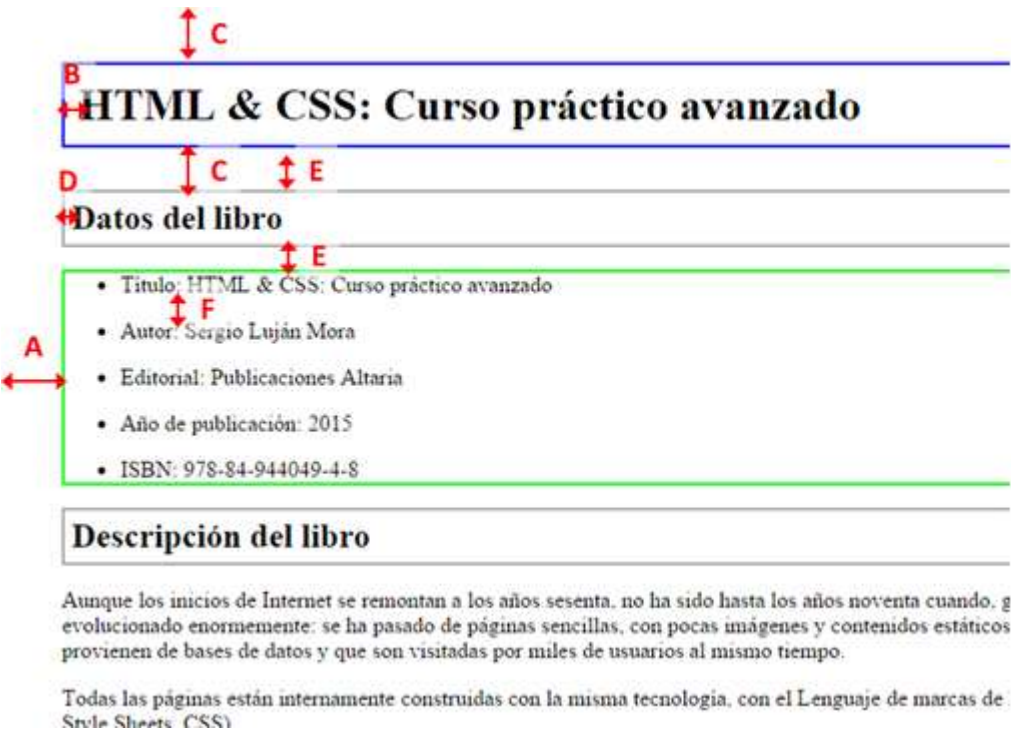 C
B
HTML & CSS: Curso práctico avanzado
C E
D
Datos del libro
E
• Título: HTML & CSS: Curso práctico avanzado
F
• Autor: Sergio Luján Mora
A
• Editorial: Publicaciones Altaria
• Año de publicación: 2015
• ISBN: 978-84-944049-4-8
Descripción del libro
Aunque los inicios de Internet se remontan a los años sesenta, no ha sido hasta los años noventa cuando, g
evolucionado enormemente: se ha pasado de páginas sencillas, con pocas imágenes y contenidos estáticos
provienen de bases de datos y que son visitadas por miles de usuarios al mismo tiempo.
Todas las páginas están internamente construidas con la misma tecnología, con el Lenguaje de marcas de
Style Sheets, CSS)